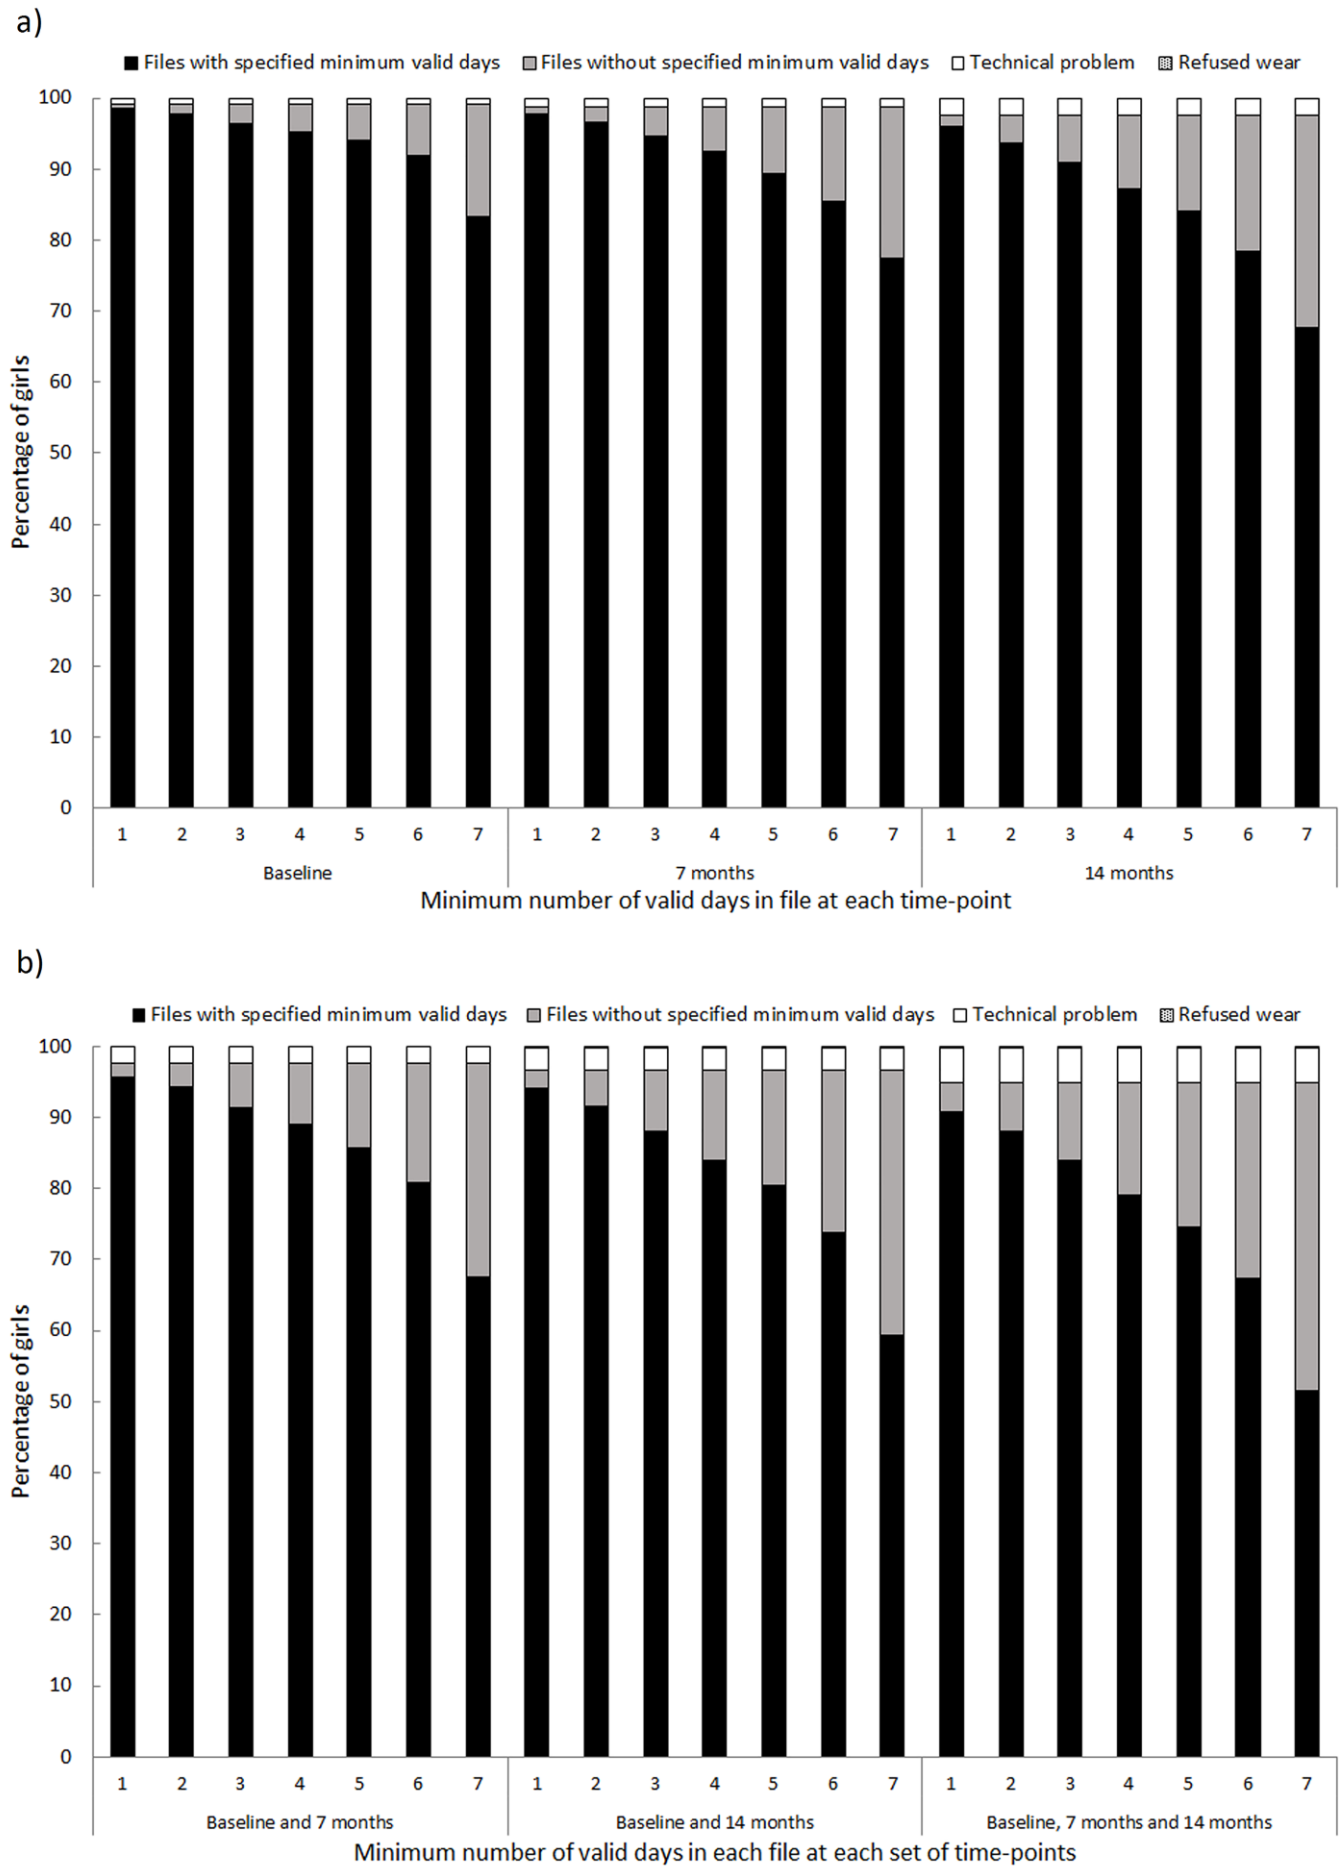 a)
Files with specified minimum valid days Files without specified minimum valid days Technical problem Refused wear
100
90
80
70
60
50
40
30
20
10
0
Percentage of girls
1 2 3 4 5 6 7 1 2 3 4 5 6 7 1 2 3 4 5 6 7
Baseline 7 months 14 months
Minimum number of valid days in file at each time-point
b)
Files with specified minimum valid days Files without specified minimum valid days Technical problem Refused wear
100
90
80
70
60
50
40
30
20
10
0
Percentage of girls
1 2 3 4 5 6 7 1 2 3 4 5 6 7 1 2 3 4 5 6 7
Baseline and 7 months Baseline and 14 months Baseline, 7 months and 14 months
Minimum number of valid days in each file at each set of time-points